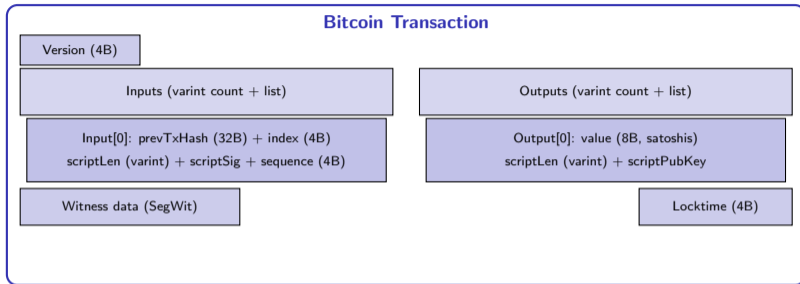 Bitcoin Transaction
Version (4B)
Inputs (varint count + list)
Outputs (varint count + list)
Input[0]: prevTxHash (32B) + index (4B)
scriptLen (varint) + scriptSig + sequence (4B)
Output[0]: value (8B, satoshis)
scriptLen (varint) + scriptPubKey
Witness data (SegWit)
Locktime (4B)